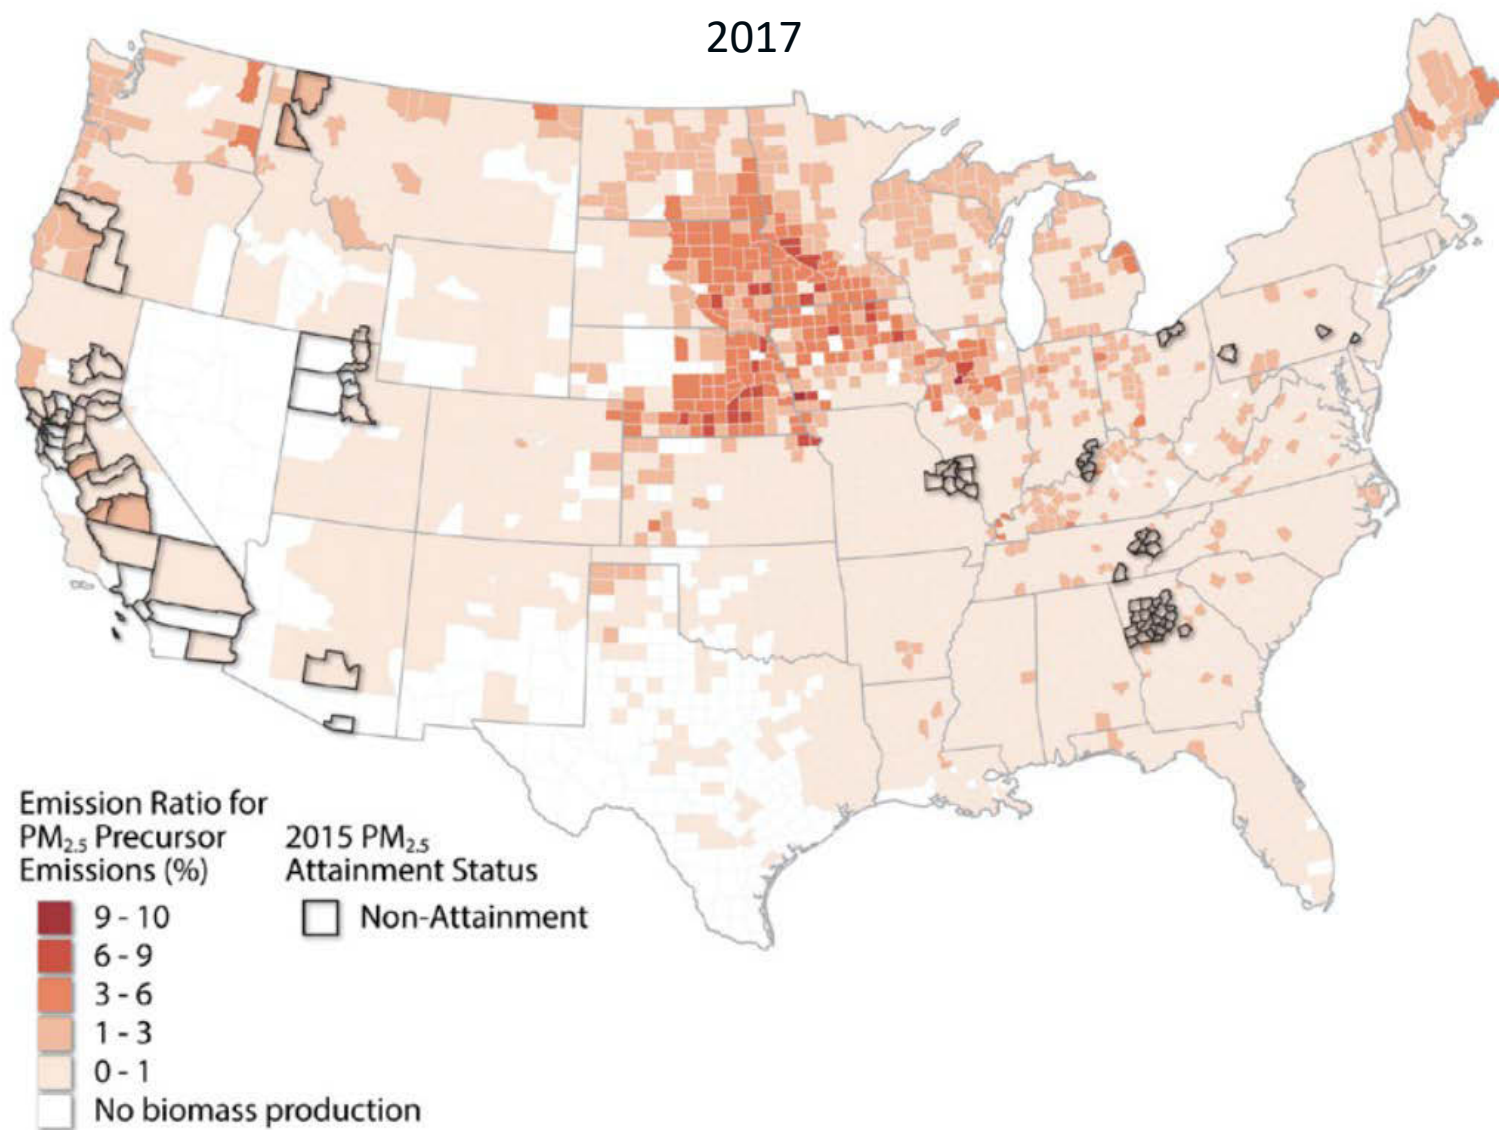 2017
Emission Ratio for
PM₂.₅ Precursor
Emissions (%)
9 - 10
6 - 9
3 - 6
1 - 3
0 - 1
No biomass production
2015 PM₂.₅
Attainment Status
Non-Attainment